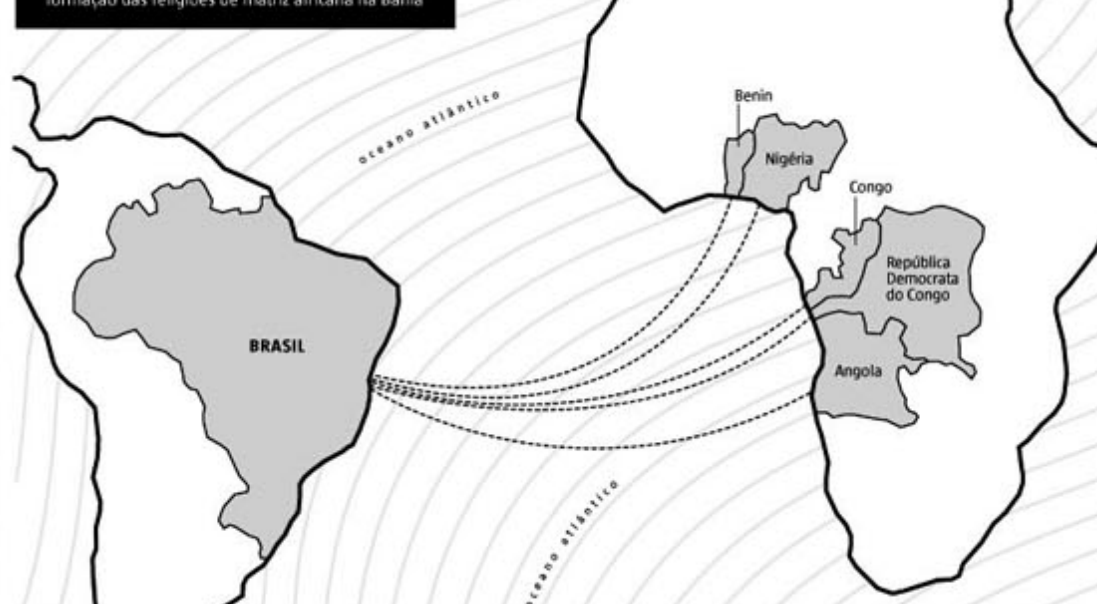 formação das religiões de matriz africana na Bahia
oceano atlântico
Benin
Nigéria
Congo
República
Democrata
do Congo
BRASIL
Angola
oceano atlântico